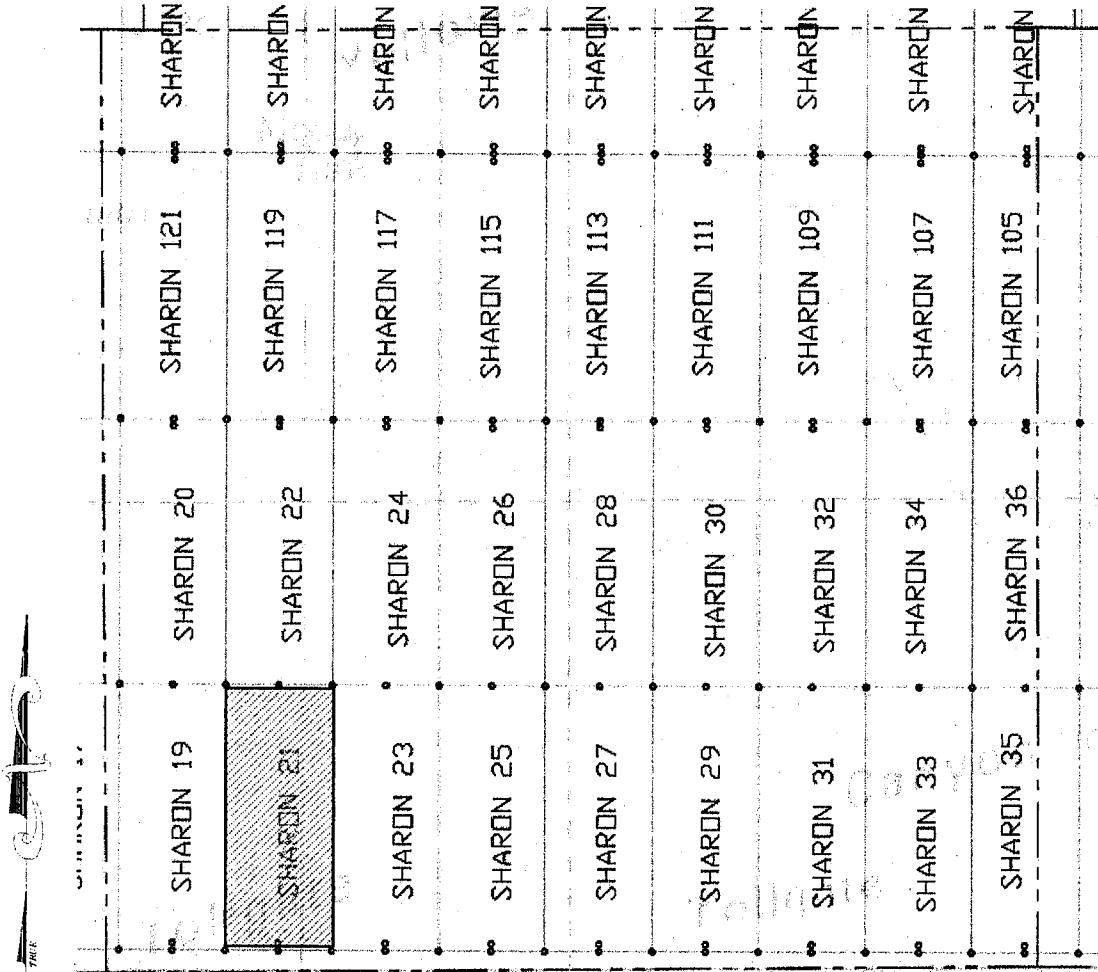 SHARON
SHARON
SHARON
SHARON
SHARON
SHARON
SHARON
SHARON
SHARON
SHARON 121
SHARON 119
SHARON 117
SHARON 115
SHARON 113
SHARON 111
SHARON 109
SHARON 107
SHARON 105
SHARON 20
SHARON 22
SHARON 24
SHARON 26
SHARON 28
SHARON 30
SHARON 32
SHARON 34
SHARON 36
SHARON 19
SHARON 21
SHARON 23
SHARON 25
SHARON 27
SHARON 29
SHARON 31
SHARON 33
SHARON 35
Tollgate
Canyon
TRUE